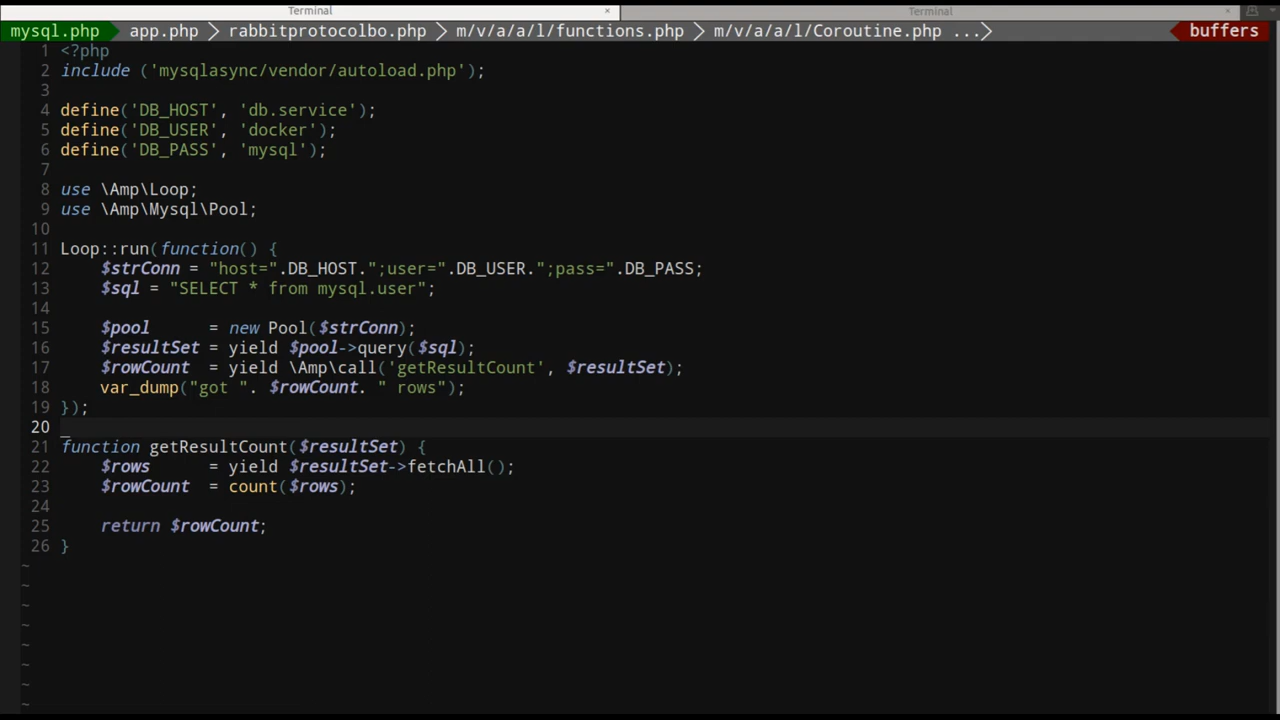 Terminal × Terminal ×
mysql.php app.php rabbitprotocolbo.php m/v/a/a/l/functions.php m/v/a/a/l/Coroutine.php ... buffers
1 <?php
2 include ('mysqlasync/vendor/autoload.php');
3
4 define('DB_HOST', 'db.service');
5 define('DB_USER', 'docker');
6 define('DB_PASS', 'mysql');
7
8 use \Amp\Loop;
9 use \Amp\Mysql\Pool;
10
11 Loop::run(function() {
12     $strConn = "host=".DB_HOST.";user=".DB_USER.";pass=".DB_PASS;
13     $sql = "SELECT * from mysql.user";
14
15     $pool      = new Pool($strConn);
16     $resultSet = yield $pool->query($sql);
17     $rowCount  = yield \Amp\call('getResultCount', $resultSet);
18     var_dump("got ". $rowCount. " rows");
19 });
20
21 function getResultCount($resultSet) {
22     $rows      = yield $resultSet->fetchAll();
23     $rowCount  = count($rows);
24
25     return $rowCount;
26 }
~
~
~
~
~
~
~
~